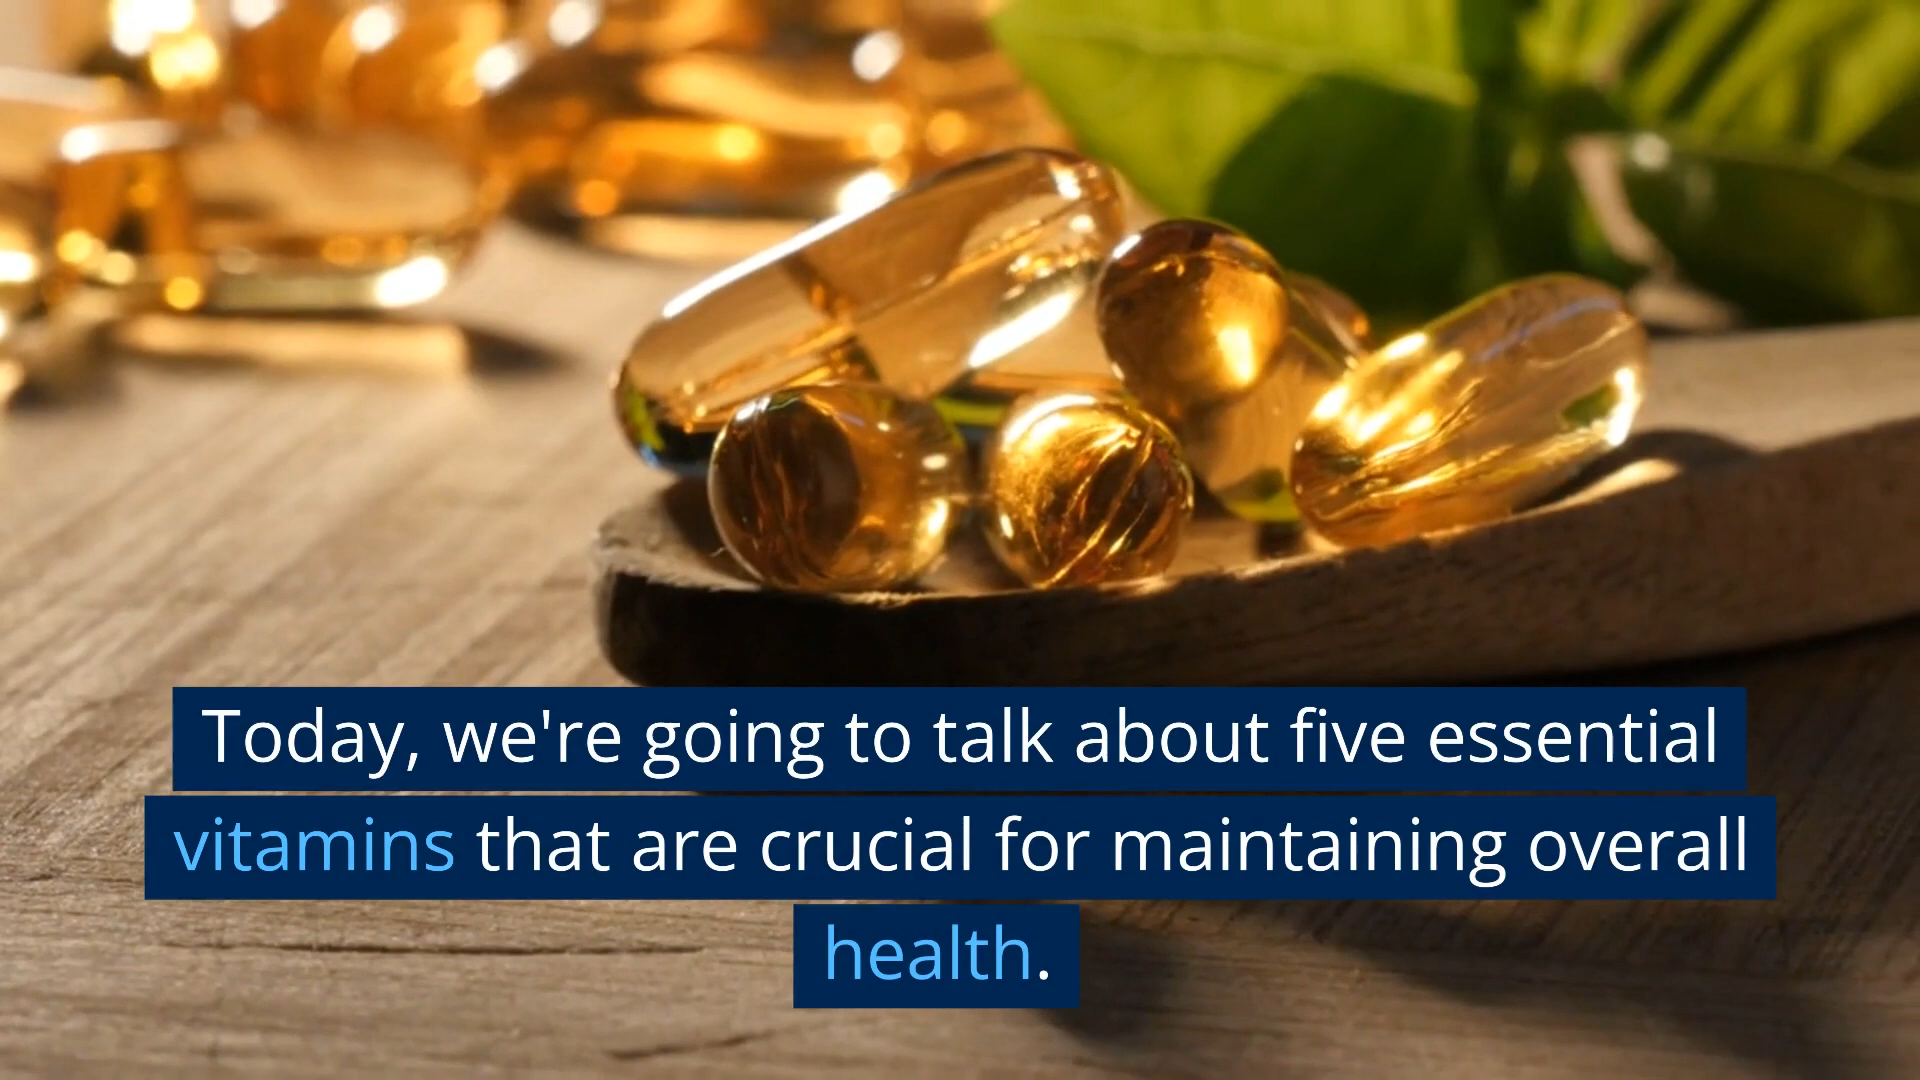 Today, we're going to talk about five essential
vitamins that are crucial for maintaining overall
health.